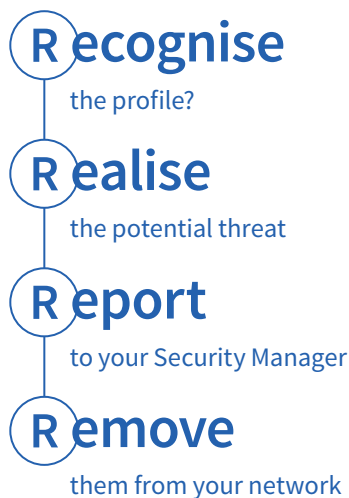 Recognise
the profile?
Realise
the potential threat
Report
to your Security Manager
Remove
them from your network